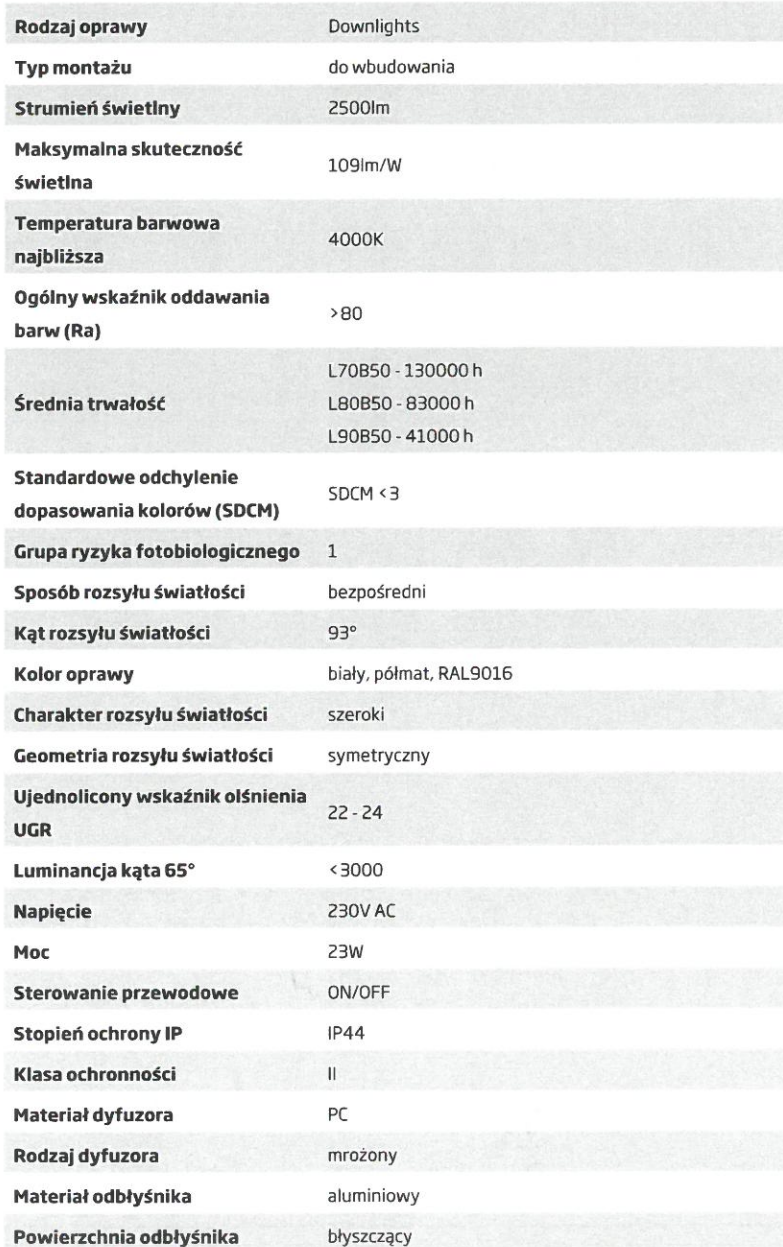 Rodzaj oprawy Downlights
Typ montażu do wbudowania
Strumień świetlny 2500lm
Maksymalna skuteczność
świetlna 109lm/W
Temperatura barwowa
najbliższa 4000K
Ogólny wskaźnik oddawania
barw (Ra) >80
Średnia trwałość L70B50 - 130000 h
L80B50 - 83000 h
L90B50 - 41000 h
Standardowe odchylenie
dopasowania kolorów (SDCM) SDCM <3
Grupa ryzyka fotobiologicznego 1
Sposób rozsyłu światłości bezpośredni
Kąt rozsyłu światłości 93°
Kolor oprawy biały, półmat, RAL9016
Charakter rozsyłu światłości szeroki
Geometria rozsyłu światłości symetryczny
Ujednolicony wskaźnik olśnienia
UGR 22 - 24
Luminancja kąta 65° <3000
Napięcie 230V AC
Moc 23W
Sterowanie przewodowe ON/OFF
Stopień ochrony IP IP44
Klasa ochronności II
Materiał dyfuzora PC
Rodzaj dyfuzora mrożony
Materiał odbłyśnika aluminiowy
Powierzchnia odbłyśnika błyszczący